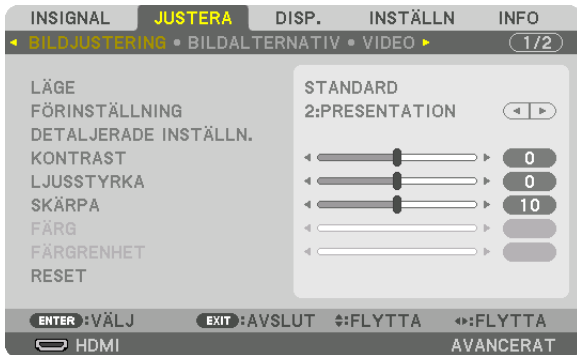 INSIGNAL JUSTERA DISP. INSTÄLLN INFO
BILDJUSTERING • BILDALTERNATIV • VIDEO 1/2
LÄGE STANDARD
FÖRINSTÄLLNING 2:PRESENTATION
DETALJERADE INSTÄLLN.
KONTRAST 0
LJUSSTYRKA 0
SKÄRPA 10
FÄRG
FÄRGRENHET
RESET
ENTER:VÄLJ EXIT:AVSLUT :FLYTTA :FLYTTA
HDMI AVANCERAT